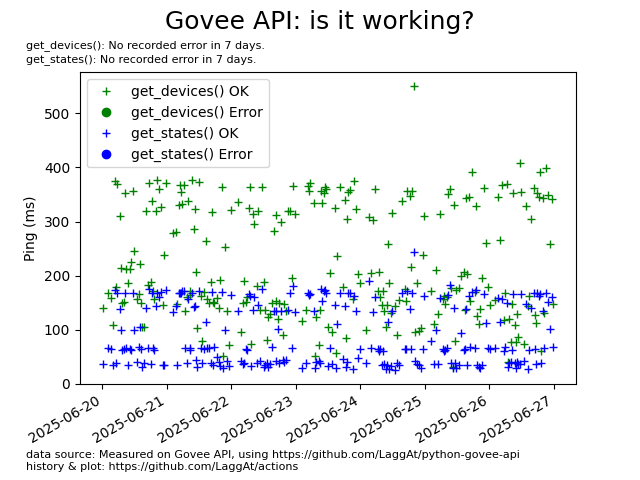 Govee API: is it working?
get_devices(): No recorded error in 7 days.
get_states(): No recorded error in 7 days.
get_devices() OK
get_devices() Error
get_states() OK
get_states() Error
Ping (ms)
500
400
300
200
100
0
2025-06-20
2025-06-21
2025-06-22
2025-06-23
2025-06-24
2025-06-25
2025-06-26
2025-06-27
data source: Measured on Govee API, using https://github.com/LaggAt/python-govee-api
history & plot: https://github.com/LaggAt/actions